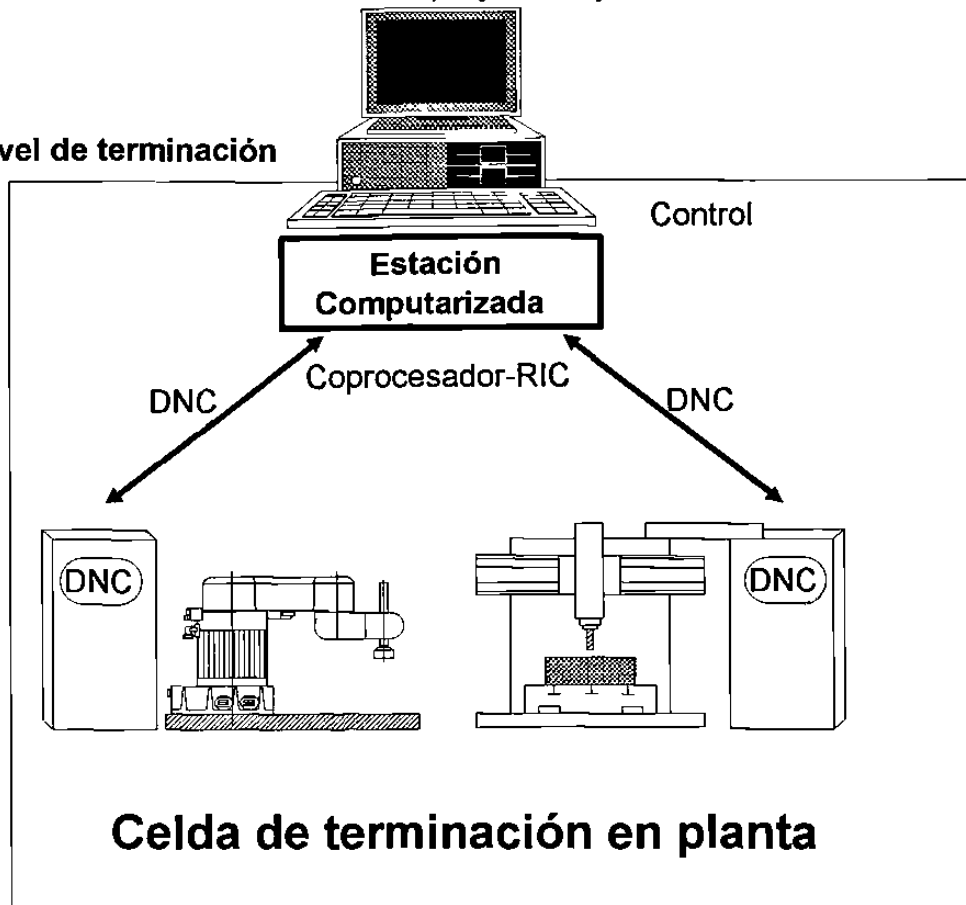 vel de terminación
Control
Estación
Computarizada
Coprocesador-RIC
DNC
DNC
DNC
DNC
Celda de terminación en planta